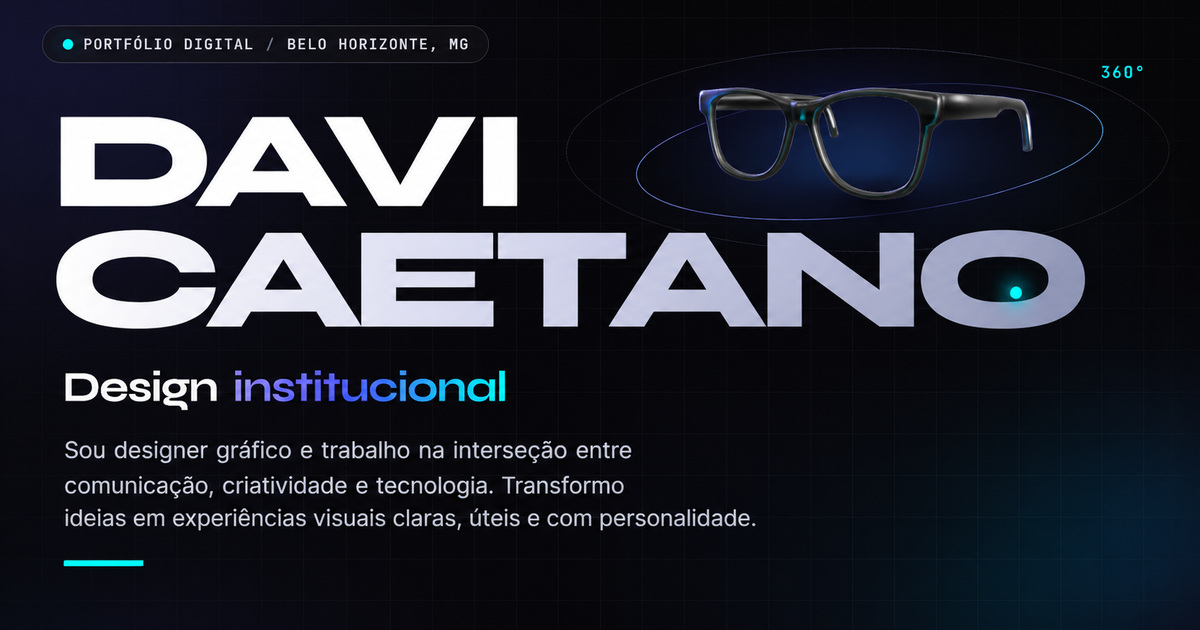 PORTFÓLIO DIGITAL / BELO HORIZONTE, MG
360°
DAVI
CAETANO
Design institucional
Sou designer gráfico e trabalho na interseção entre
comunicação, criatividade e tecnologia. Transformo
ideias em experiências visuais claras, úteis e com personalidade.